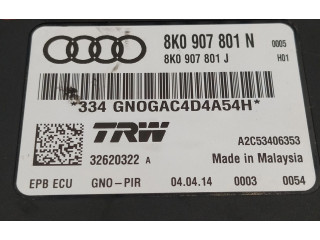 8K0 907 801 N 0005
8K0 907 801 J H01
*334 GNOGAC4D4A54H*
TRW
A2C53406353
32620322 A Made in Malaysia
EPB ECU GNO-PIR 04.04.14 0003 0054